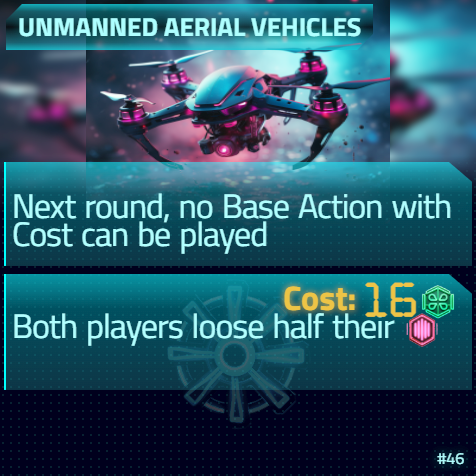 UNMANNED AERIAL VEHICLES
Next round, no Base Action with
Cost can be played
Cost: 16
Both players loose half their
#46